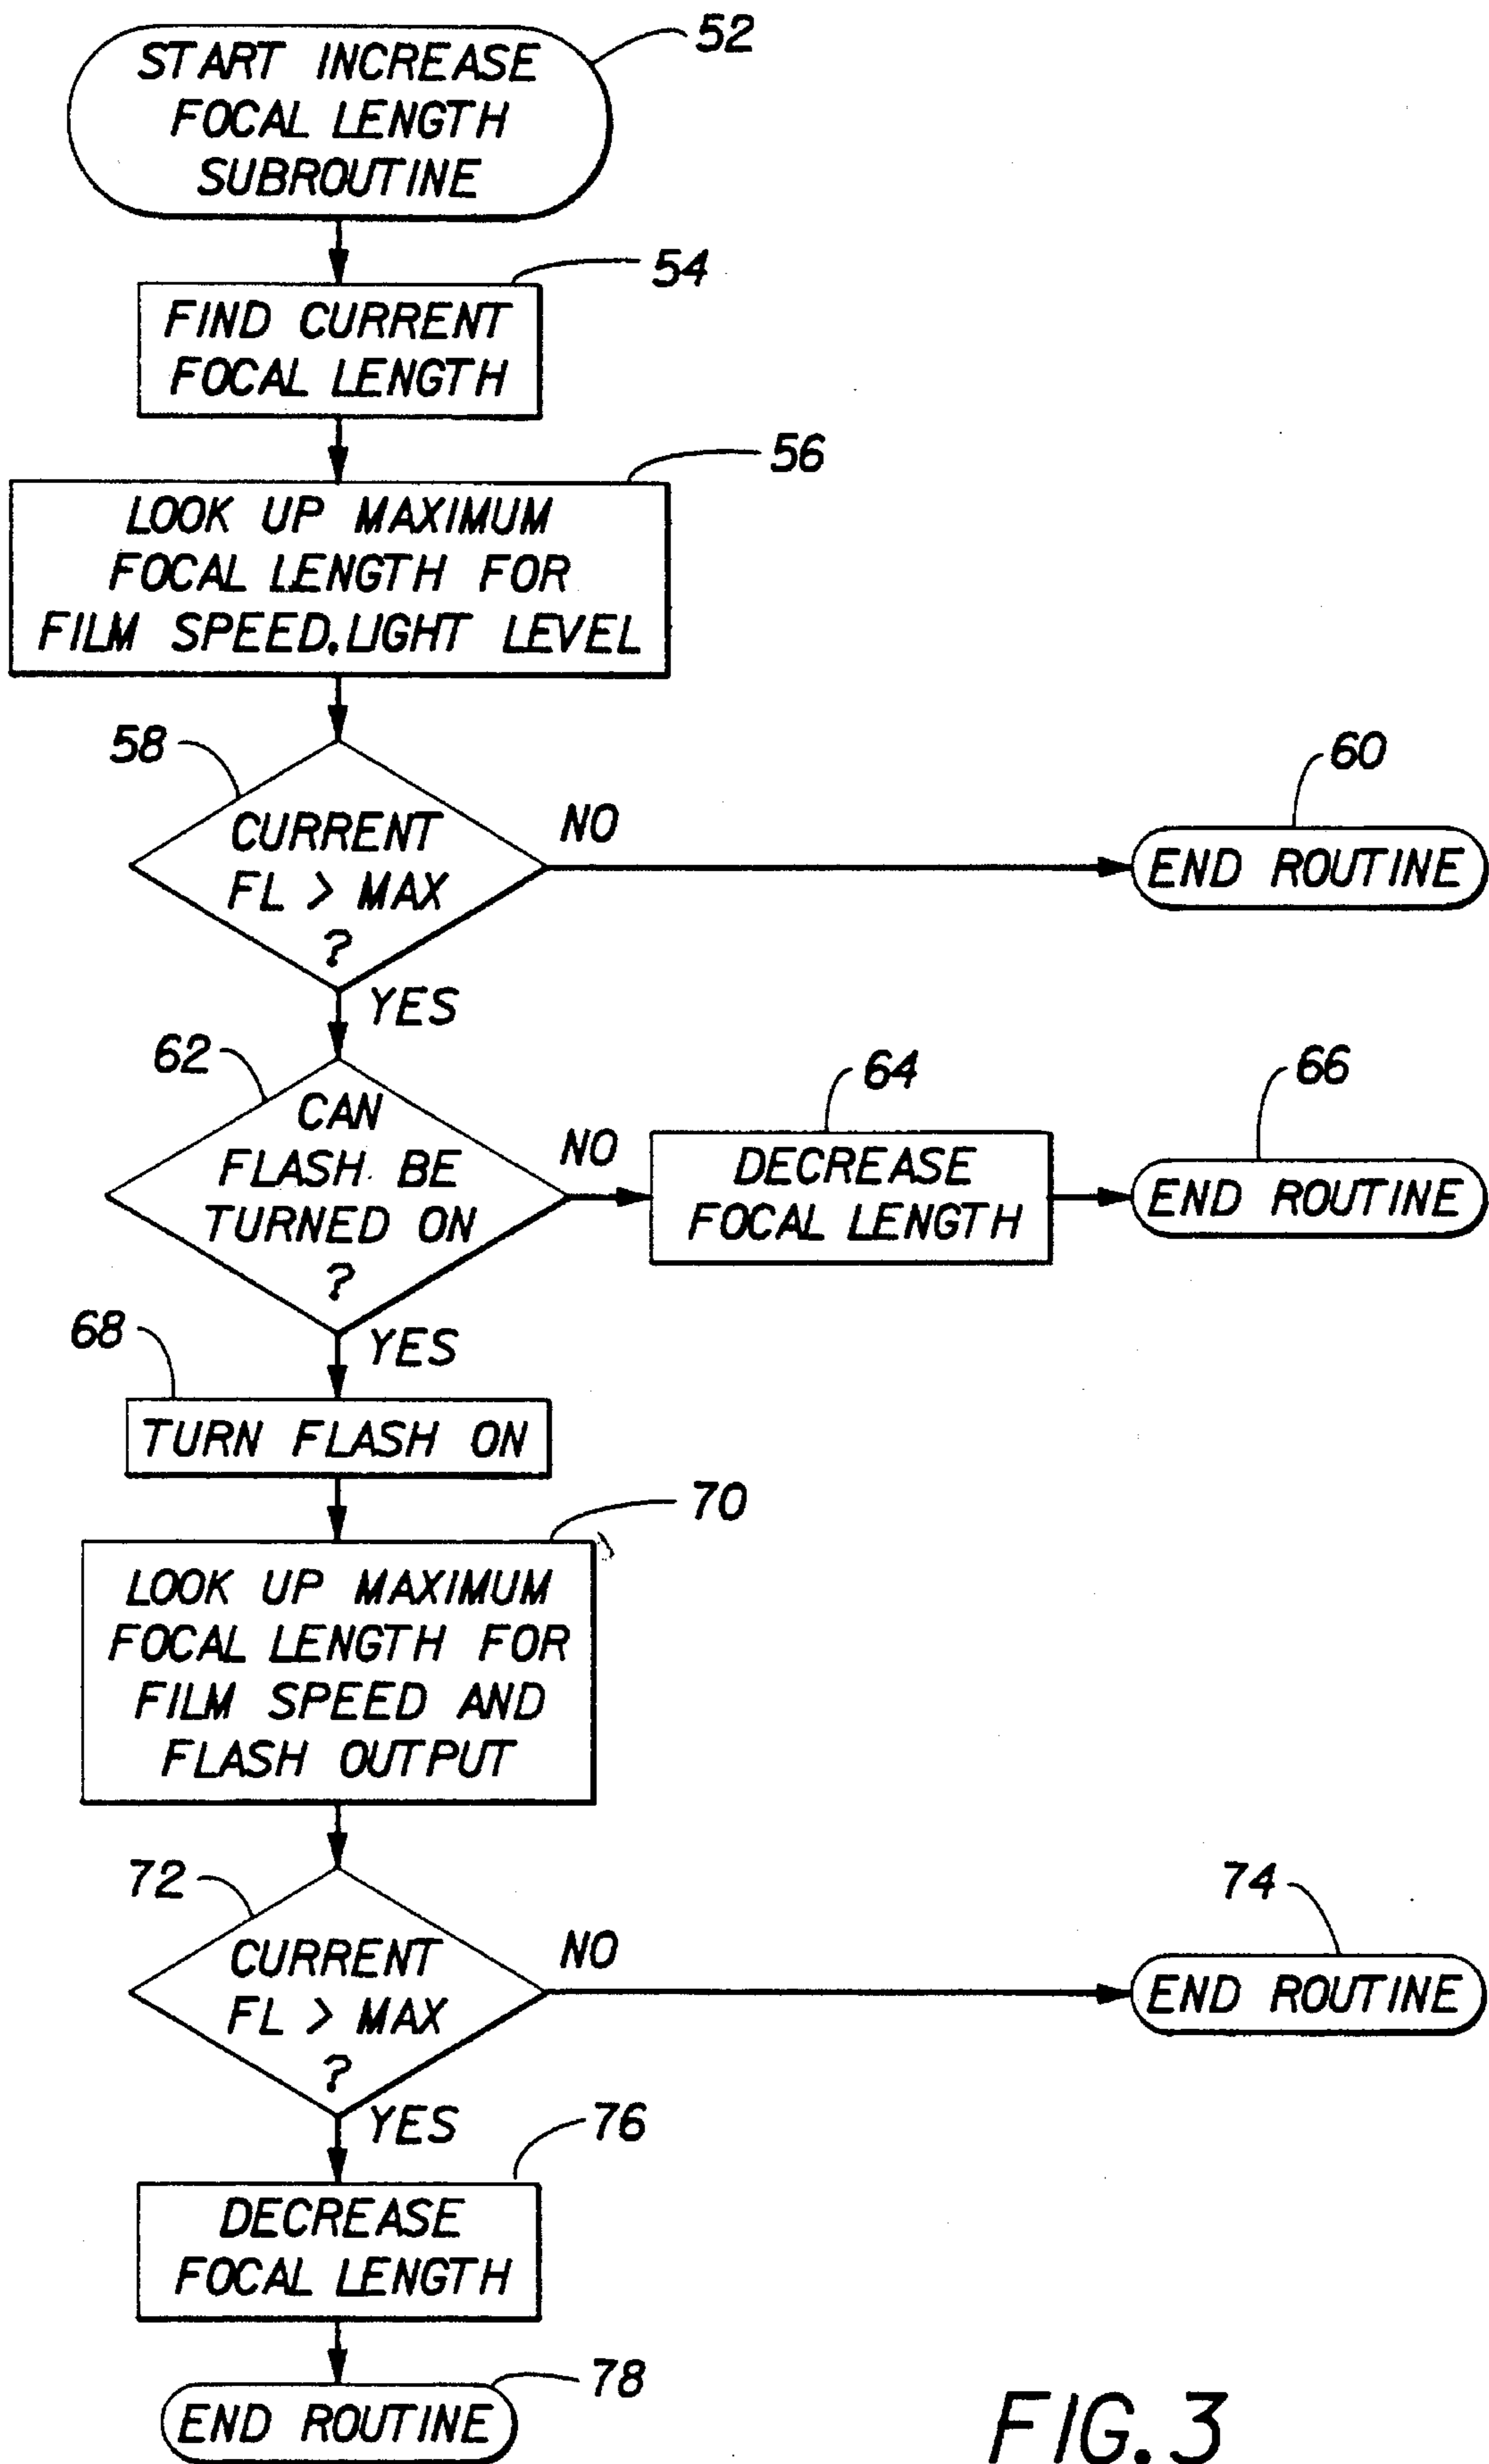 52
START INCREASE
FOCAL LENGTH
SUBROUTINE
54
FIND CURRENT
FOCAL LENGTH
56
LOOK UP MAXIMUM
FOCAL LENGTH FOR
FILM SPEED.LIGHT LEVEL
58
CURRENT
FL > MAX
?
NO
60
END ROUTINE
YES
62
CAN
FLASH BE
TURNED ON
?
NO
64
DECREASE
FOCAL LENGTH
66
END ROUTINE
YES
68
TURN FLASH ON
70
LOOK UP MAXIMUM
FOCAL LENGTH FOR
FILM SPEED AND
FLASH OUTPUT
72
CURRENT
FL > MAX
?
NO
74
END ROUTINE
YES
76
DECREASE
FOCAL LENGTH
78
END ROUTINE
FIG.3